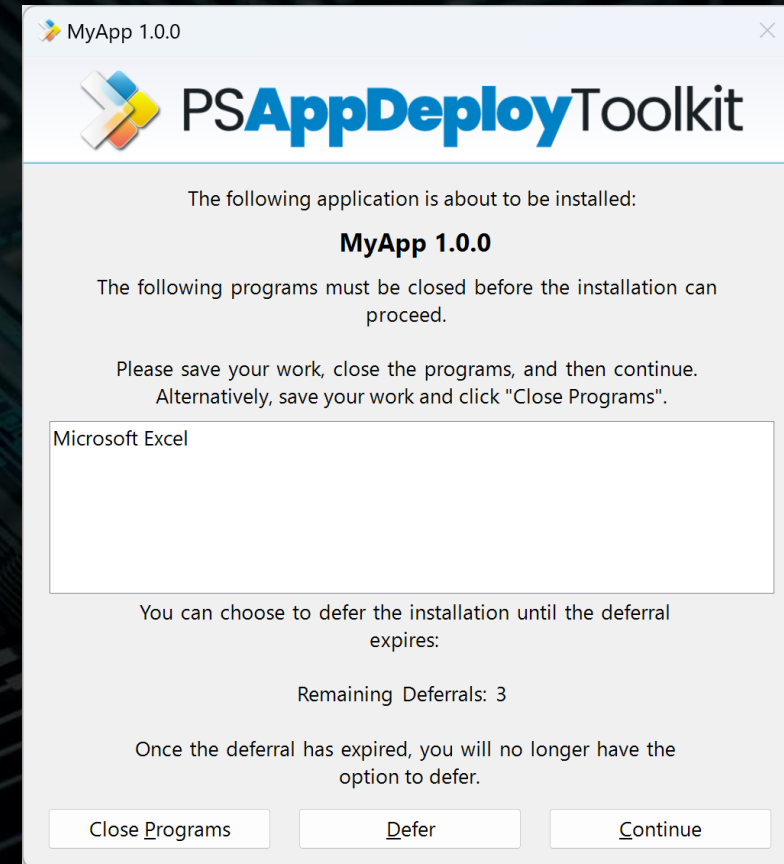 MyApp 1.0.0
PSAppDeployToolkit
The following application is about to be installed:
MyApp 1.0.0
The following programs must be closed before the installation can
proceed.
Please save your work, close the programs, and then continue.
Alternatively, save your work and click "Close Programs".
Microsoft Excel
You can choose to defer the installation until the deferral
expires:
Remaining Deferrals: 3
Once the deferral has expired, you will no longer have the
option to defer.
Close Programs
Defer
Continue